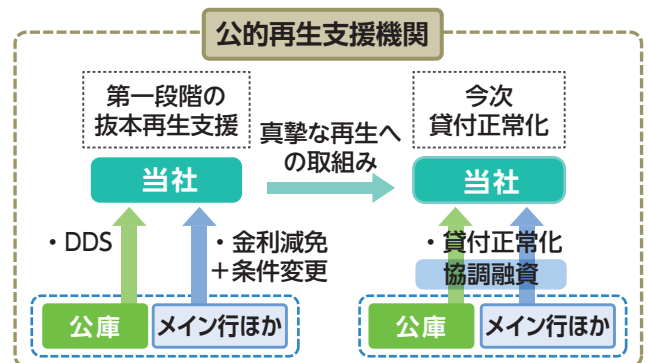 公的再生支援機関
第一段階の
抜本再生支援
真摯な再生へ
の取組み
今次
貸付正常化
当社
当社
・DDS
・金利減免
＋条件変更
・貸付正常化
協調融資
公庫
メイン行ほか
公庫
メイン行ほか